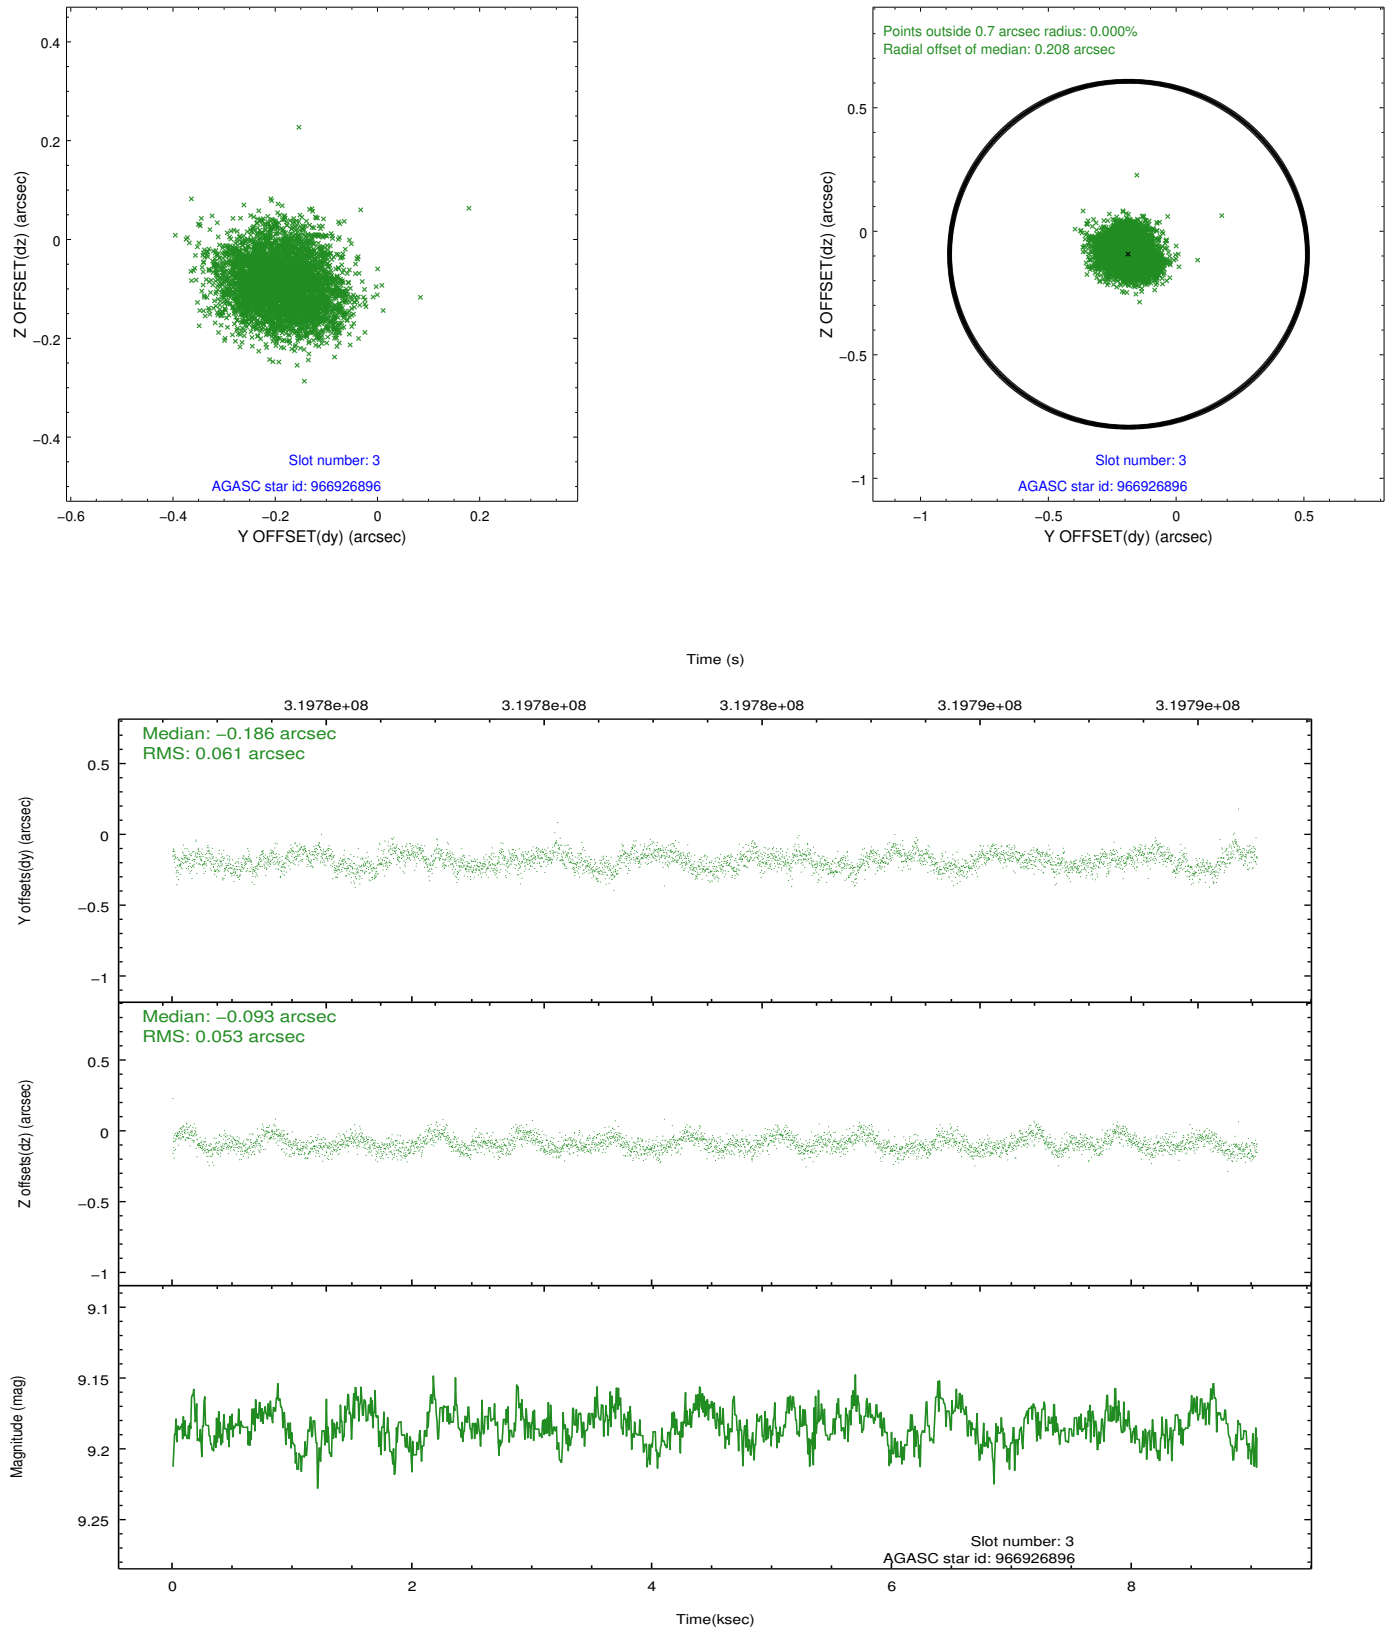 0.4
0.2
0
−0.2
−0.4
Z OFFSET(dz) (arcsec)
Slot number: 3
AGASC star id: 966926896
−0.6
−0.4
−0.2
0
0.2
Y OFFSET(dy) (arcsec)
Points outside 0.7 arcsec radius: 0.000%
Radial offset of median: 0.208 arcsec
0.5
0
−0.5
−1
Z OFFSET(dz) (arcsec)
Slot number: 3
AGASC star id: 966926896
−1
−0.5
0
0.5
Y OFFSET(dy) (arcsec)
Time (s)
3.1978e+08
3.1978e+08
3.1978e+08
3.1979e+08
3.1979e+08
Median: −0.186 arcsec
RMS: 0.061 arcsec
0.5
0
−0.5
−1
Y offsets(dy) (arcsec)
Median: −0.093 arcsec
RMS: 0.053 arcsec
0.5
0
−0.5
−1
Z offsets(dz) (arcsec)
9.1
9.15
9.2
9.25
Magnitude (mag)
Slot number: 3
AGASC star id: 966926896
0
2
4
6
8
Time(ksec)